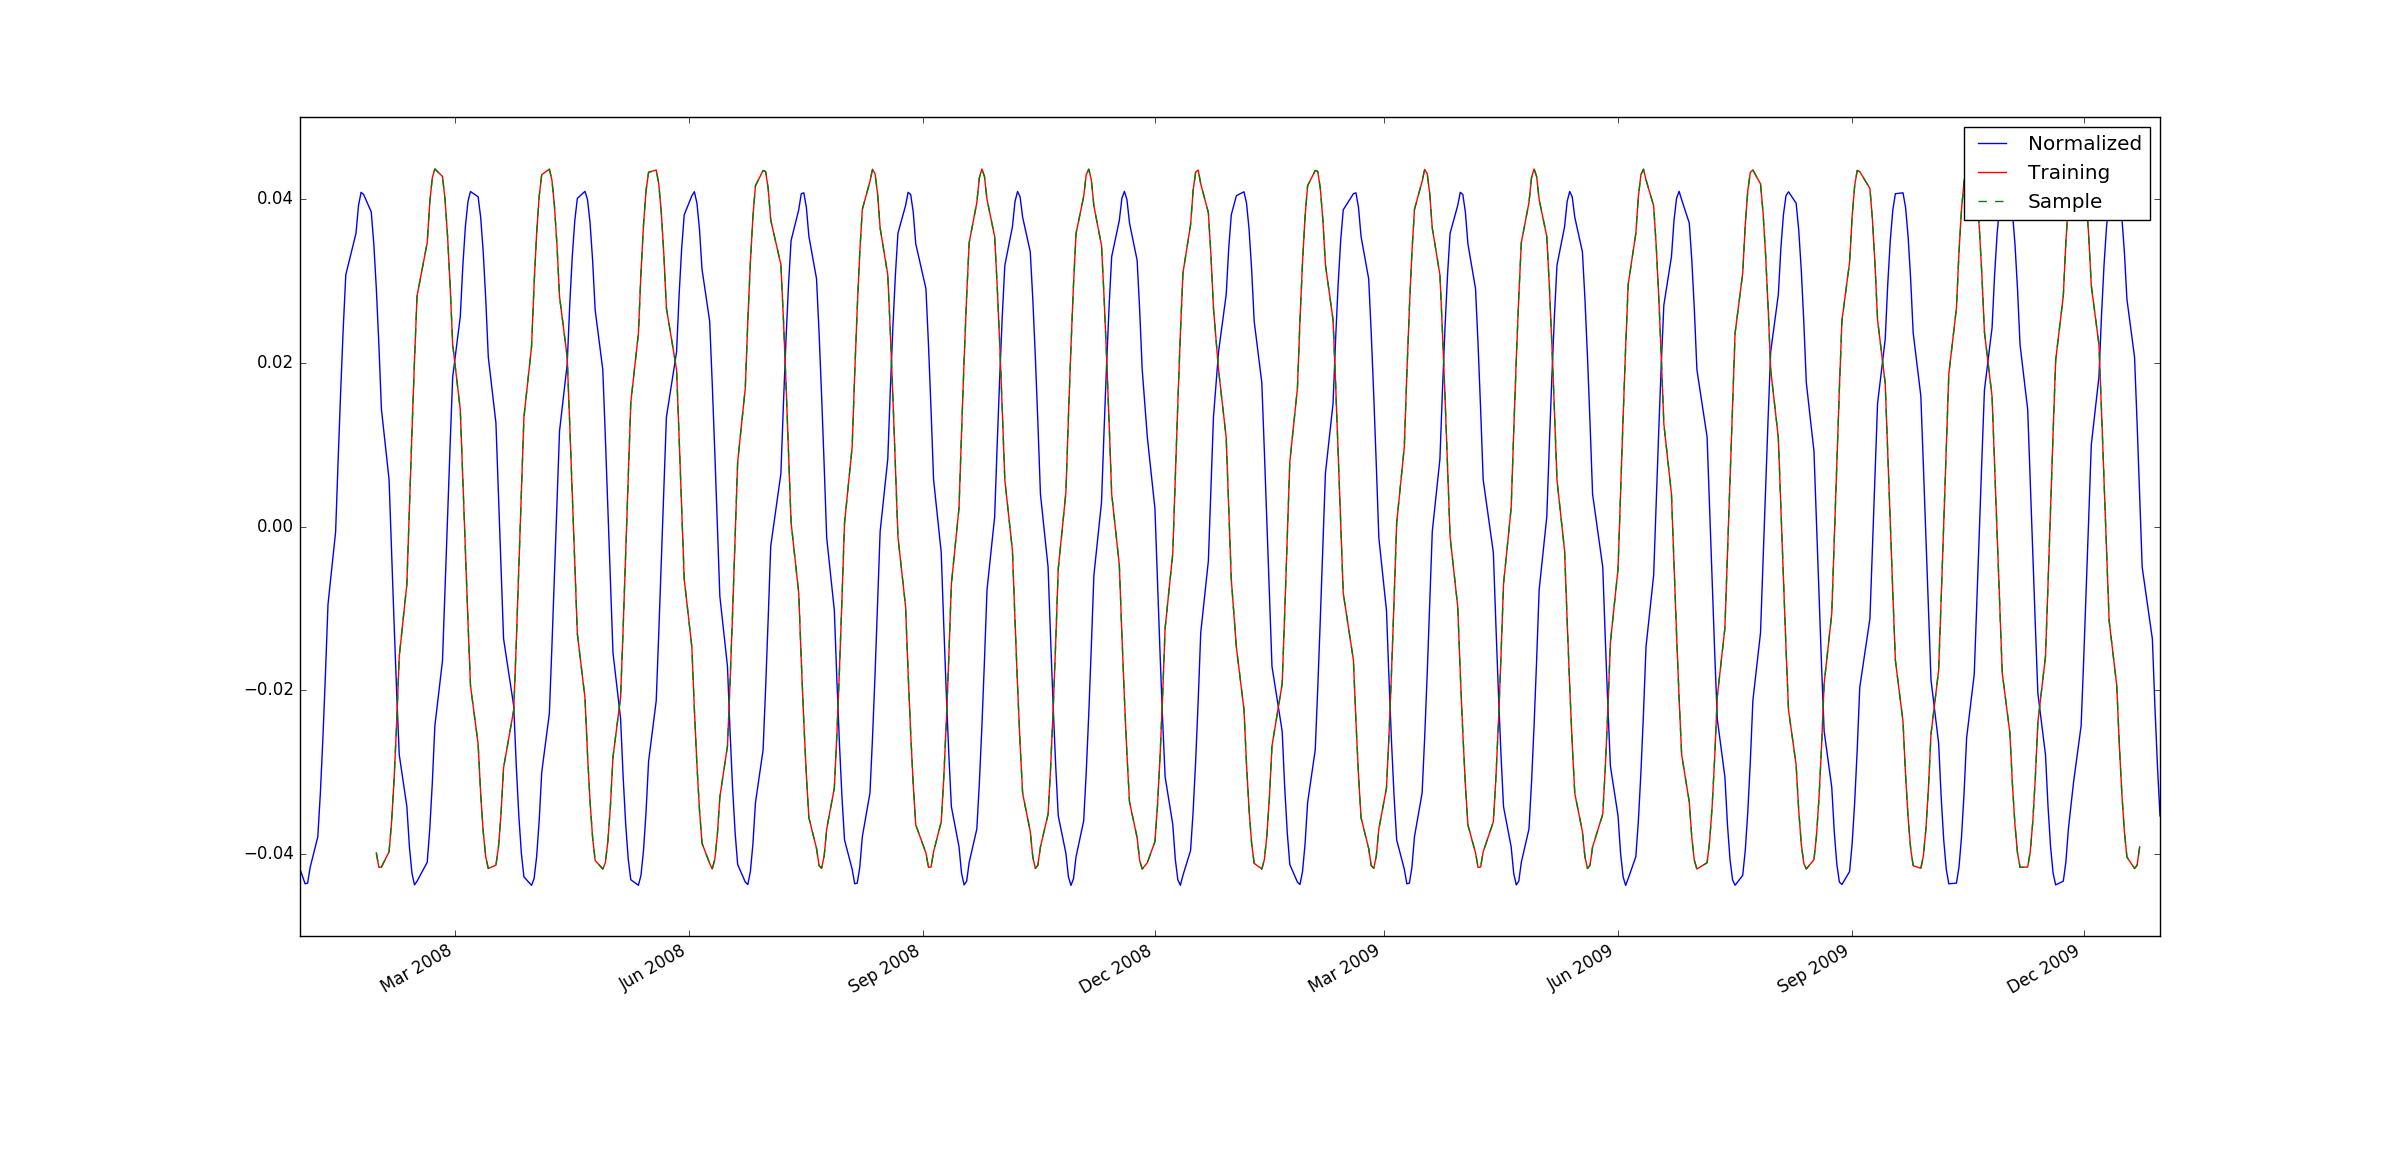 Normalized
Training
Sample
0.04
0.02
0.00
−0.02
−0.04
Mar 2008
Jun 2008
Sep 2008
Dec 2008
Mar 2009
Jun 2009
Sep 2009
Dec 2009